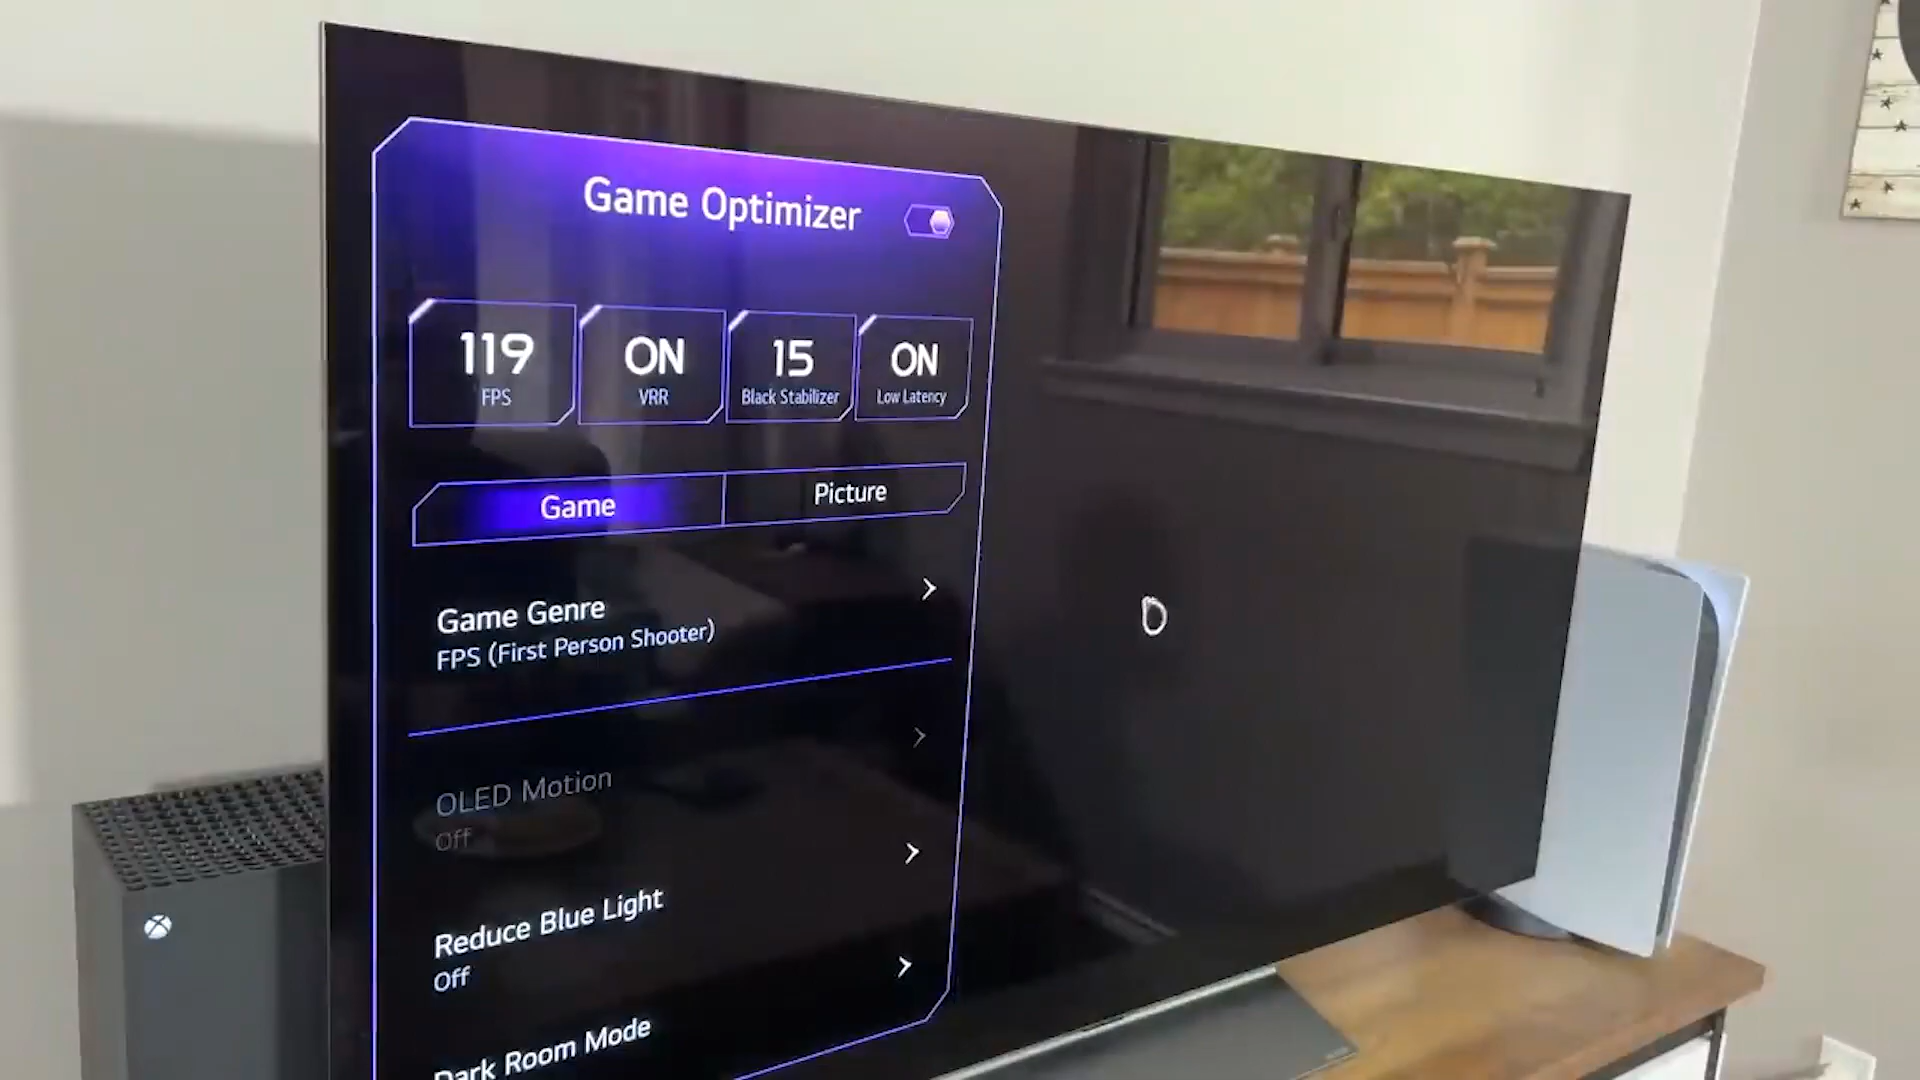 Game Optimizer
119
FPS
ON
VRR
15
Black Stabilizer
ON
Low Latency
Game
Picture
Game Genre
FPS (First Person Shooter)
OLED Motion
Off
Reduce Blue Light
Off
Dark Room Mode